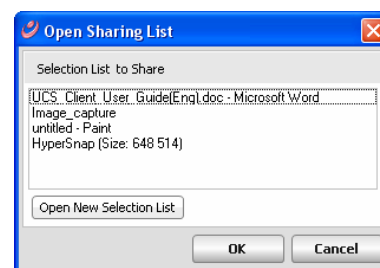 Open Sharing List
Selection List to Share
UCS_Client_User_Guide(Eng).doc - Microsoft Word
Image_capture
untitled - Paint
HyperSnap (Size: 648 514)
Open New Selection List
OK Cancel